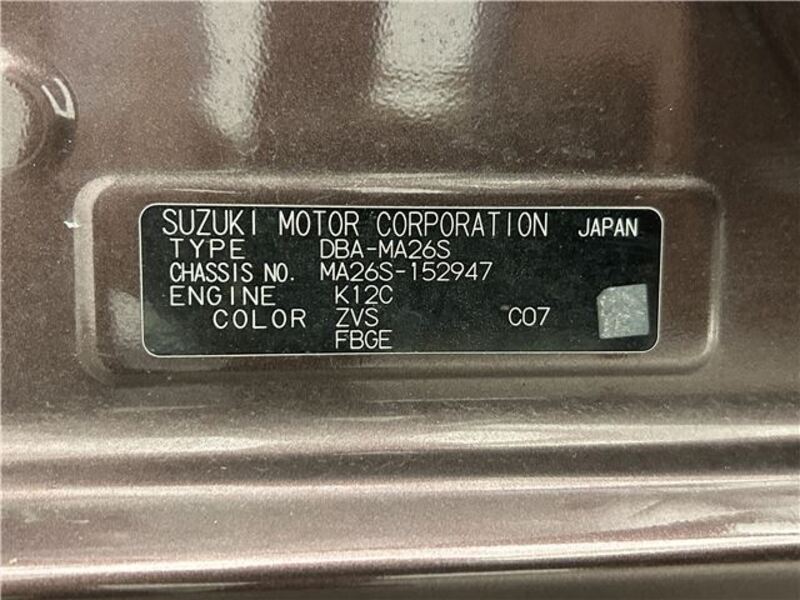 SUZUKI MOTOR CORPORATION JAPAN
TYPE DBA-MA26S
CHASSIS NO. MA26S-152947
ENGINE K12C
COLOR ZVS C07
FBGE